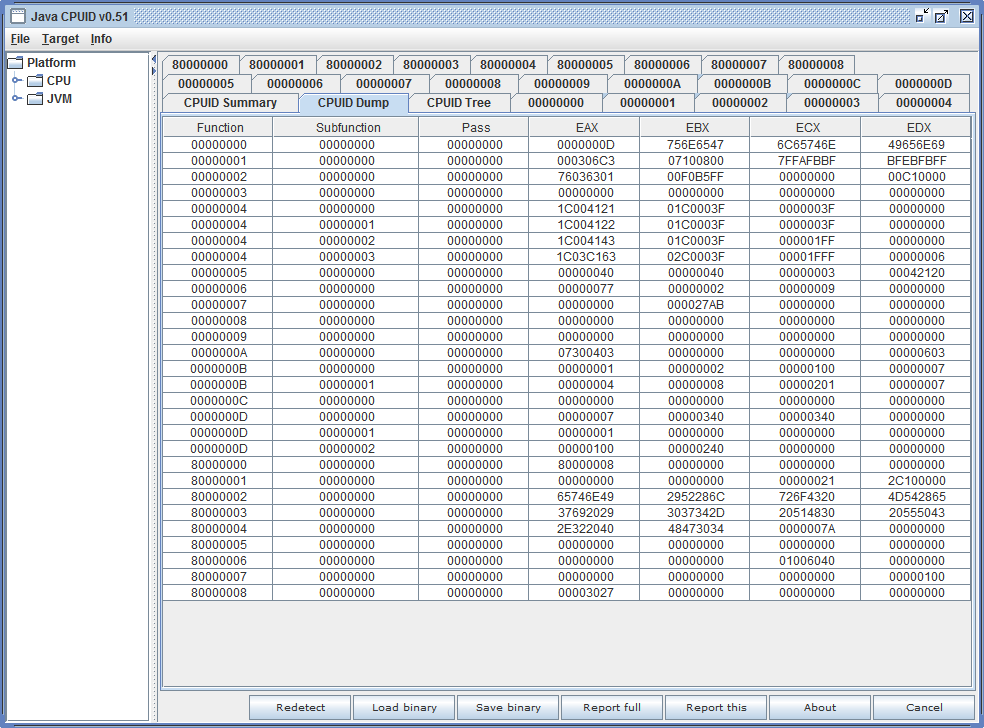 Java CPUID v0.51
File Target Info
Platform
CPU
JVM
80000000 80000001 80000002 80000003 80000004 80000005 80000006 80000007 80000008
00000005 00000006 00000007 00000008 00000009 0000000A 0000000B 0000000C 0000000D
CPUID Summary CPUID Dump CPUID Tree 00000000 00000001 00000002 00000003 00000004
Function Subfunction Pass EAX EBX ECX EDX
00000000 00000000 00000000 0000000D 756E6547 6C65746E 49656E69
00000001 00000000 00000000 000306C3 07100800 7FFAFBBF BFEBFBFF
00000002 00000000 00000000 76036301 00F0B5FF 00000000 00C10000
00000003 00000000 00000000 00000000 00000000 00000000 00000000
00000004 00000000 00000000 1C004121 01C0003F 0000003F 00000000
00000004 00000001 00000000 1C004122 01C0003F 0000003F 00000000
00000004 00000002 00000000 1C004143 01C0003F 000001FF 00000000
00000004 00000003 00000000 1C03C163 02C0003F 00001FFF 00000006
00000005 00000000 00000000 00000040 00000040 00000003 00042120
00000006 00000000 00000000 00000077 00000002 00000009 00000000
00000007 00000000 00000000 00000000 000027AB 00000000 00000000
00000008 00000000 00000000 00000000 00000000 00000000 00000000
00000009 00000000 00000000 00000000 00000000 00000000 00000000
0000000A 00000000 00000000 07300403 00000000 00000000 00000603
0000000B 00000000 00000000 00000001 00000002 00000100 00000007
0000000B 00000001 00000000 00000004 00000008 00000201 00000007
0000000C 00000000 00000000 00000000 00000000 00000000 00000000
0000000D 00000000 00000000 00000007 00000340 00000340 00000000
0000000D 00000001 00000000 00000001 00000000 00000000 00000000
0000000D 00000002 00000000 00000100 00000240 00000000 00000000
80000000 00000000 00000000 80000008 00000000 00000000 00000000
80000001 00000000 00000000 00000000 00000000 00000021 2C100000
80000002 00000000 00000000 65746E49 2952286C 726F4320 4D542865
80000003 00000000 00000000 37692029 3037342D 20514830 20555043
80000004 00000000 00000000 2E322040 48473034 0000007A 00000000
80000005 00000000 00000000 00000000 00000000 00000000 00000000
80000006 00000000 00000000 00000000 00000000 01006040 00000000
80000007 00000000 00000000 00000000 00000000 00000000 00000100
80000008 00000000 00000000 00003027 00000000 00000000 00000000
Redetect Load binary Save binary Report full Report this About Cancel